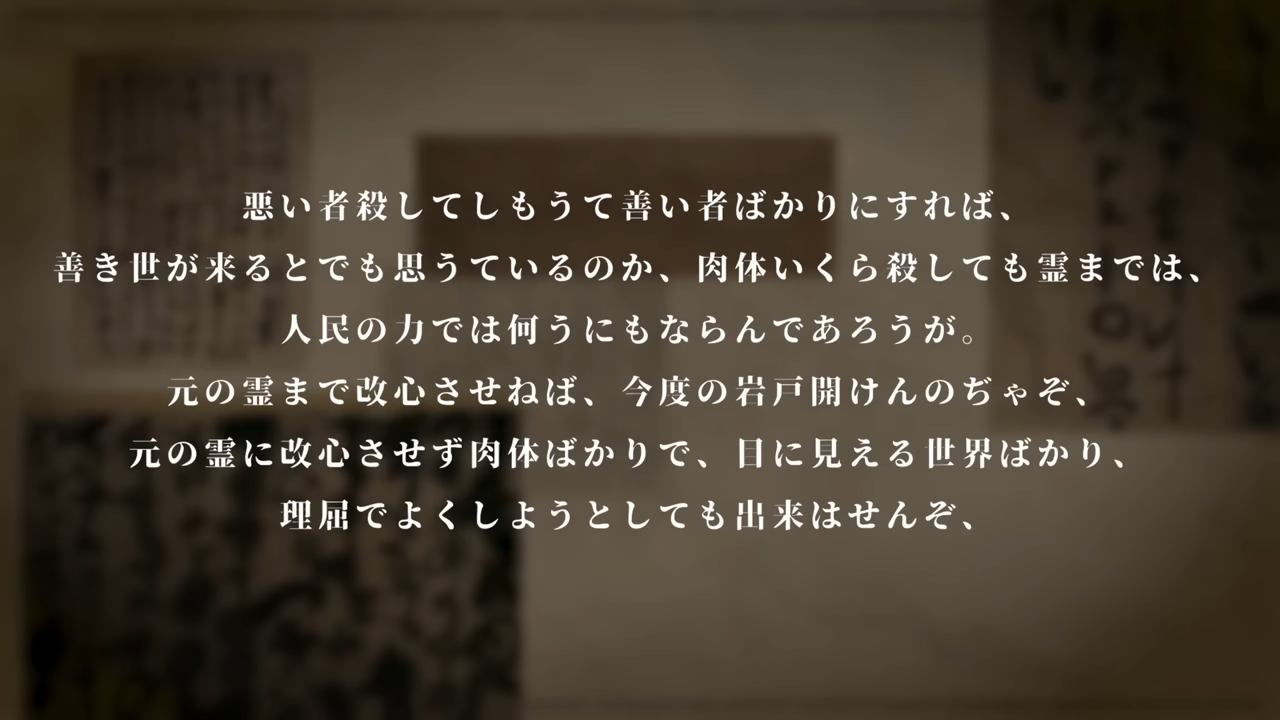 悪い者殺してしもうて善い者ばかりにすれば、
善き世が来るとでも思うているのか、肉体いくら殺しても霊までは、
人民の力では何うにもならんであろうが。
元の霊まで改心させねば、今度の岩戸開けんのぢゃぞ、
元の霊に改心させず肉体ばかりで、目に見える世界ばかり、
理屈でよくしようとしても出来はせんぞ、